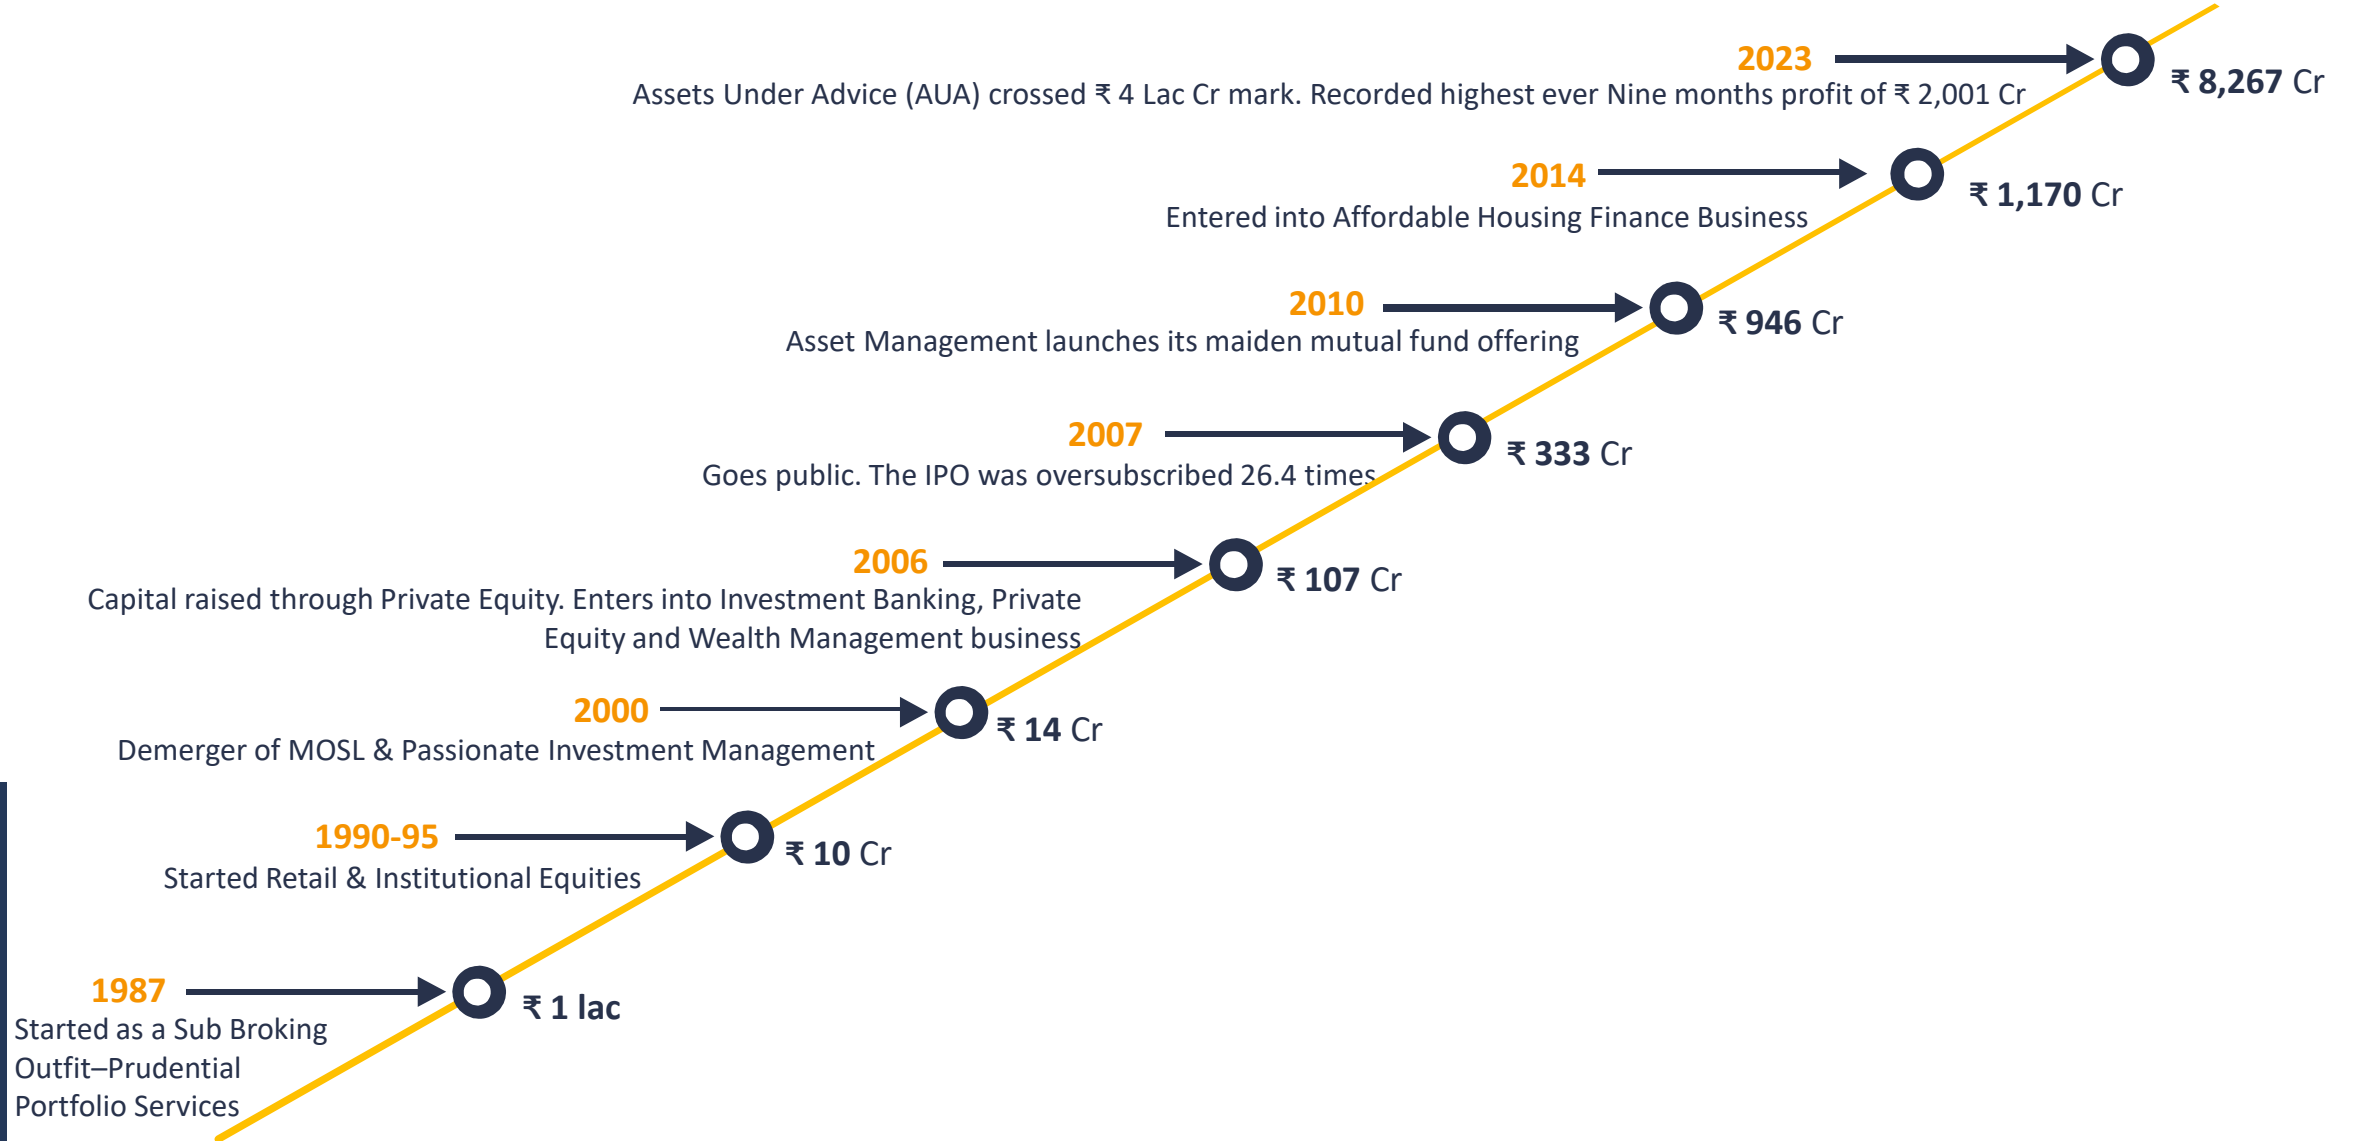 2023
₹ 8,267 Cr
Assets Under Advice (AUA) crossed ₹ 4 Lac Cr mark. Recorded highest ever Nine months profit of ₹ 2,001 Cr
2014
₹ 1,170 Cr
Entered into Affordable Housing Finance Business
2010
₹ 946 Cr
Asset Management launches its maiden mutual fund offering
2007
₹ 333 Cr
Goes public. The IPO was oversubscribed 26.4 times
2006
₹ 107 Cr
Capital raised through Private Equity. Enters into Investment Banking, Private
Equity and Wealth Management business
2000
₹ 14 Cr
Demerger of MOSL & Passionate Investment Management
1990-95
₹ 10 Cr
Started Retail & Institutional Equities
1987
₹ 1 lac
Started as a Sub Broking
Outfit–Prudential
Portfolio Services